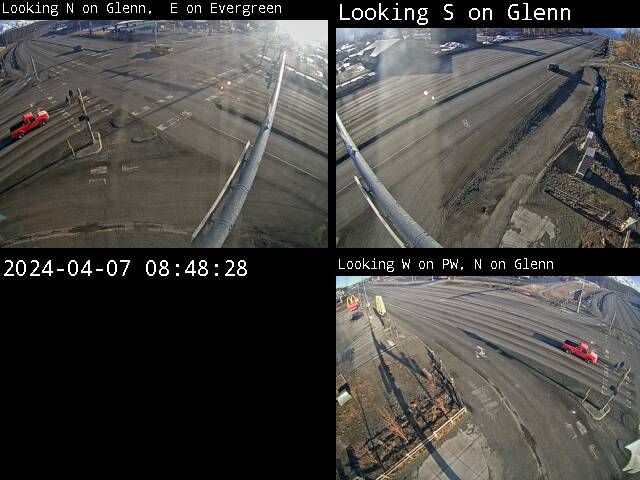 Looking N on Glenn,  E on Evergreen
Looking S on Glenn
2024-04-07 08:48:28
Looking W on PW, N on Glenn